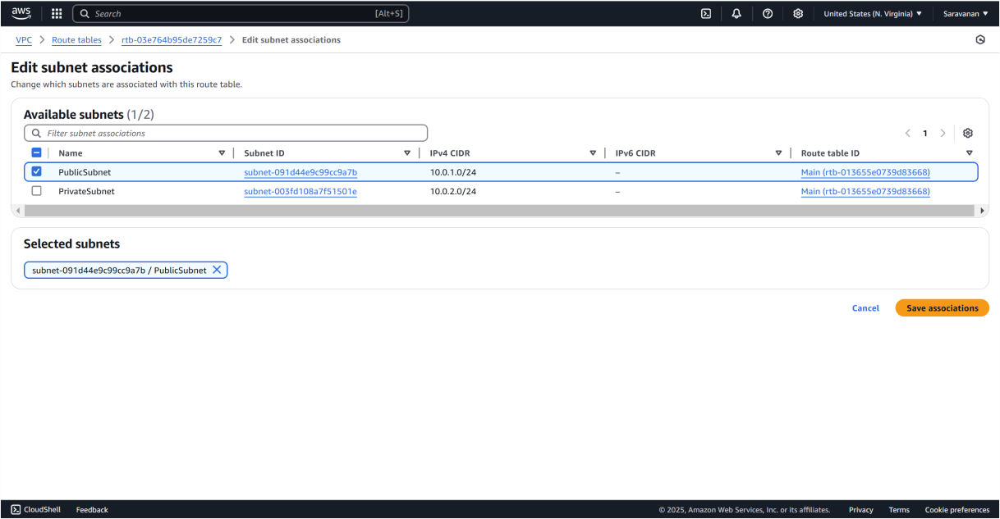 aws Search [Alt+S] United States (N. Virginia) Saravanan
VPC Route tables rtb-03e764b95de7259c7 Edit subnet associations
Edit subnet associations
Change which subnets are associated with this route table.
Available subnets (1/2)
Filter subnet associations 1
Name Subnet ID IPv4 CIDR IPv6 CIDR Route table ID
PublicSubnet subnet-091d44e9c99cc9a7b 10.0.1.0/24 – Main (rtb-013655e0739d83668)
PrivateSubnet subnet-003fd108a7f51501e 10.0.2.0/24 – Main (rtb-013655e0739d83668)
Selected subnets
subnet-091d44e9c99cc9a7b / PublicSubnet
Cancel Save associations
CloudShell Feedback © 2025, Amazon Web Services, Inc. or its affiliates. Privacy Terms Cookie preferences